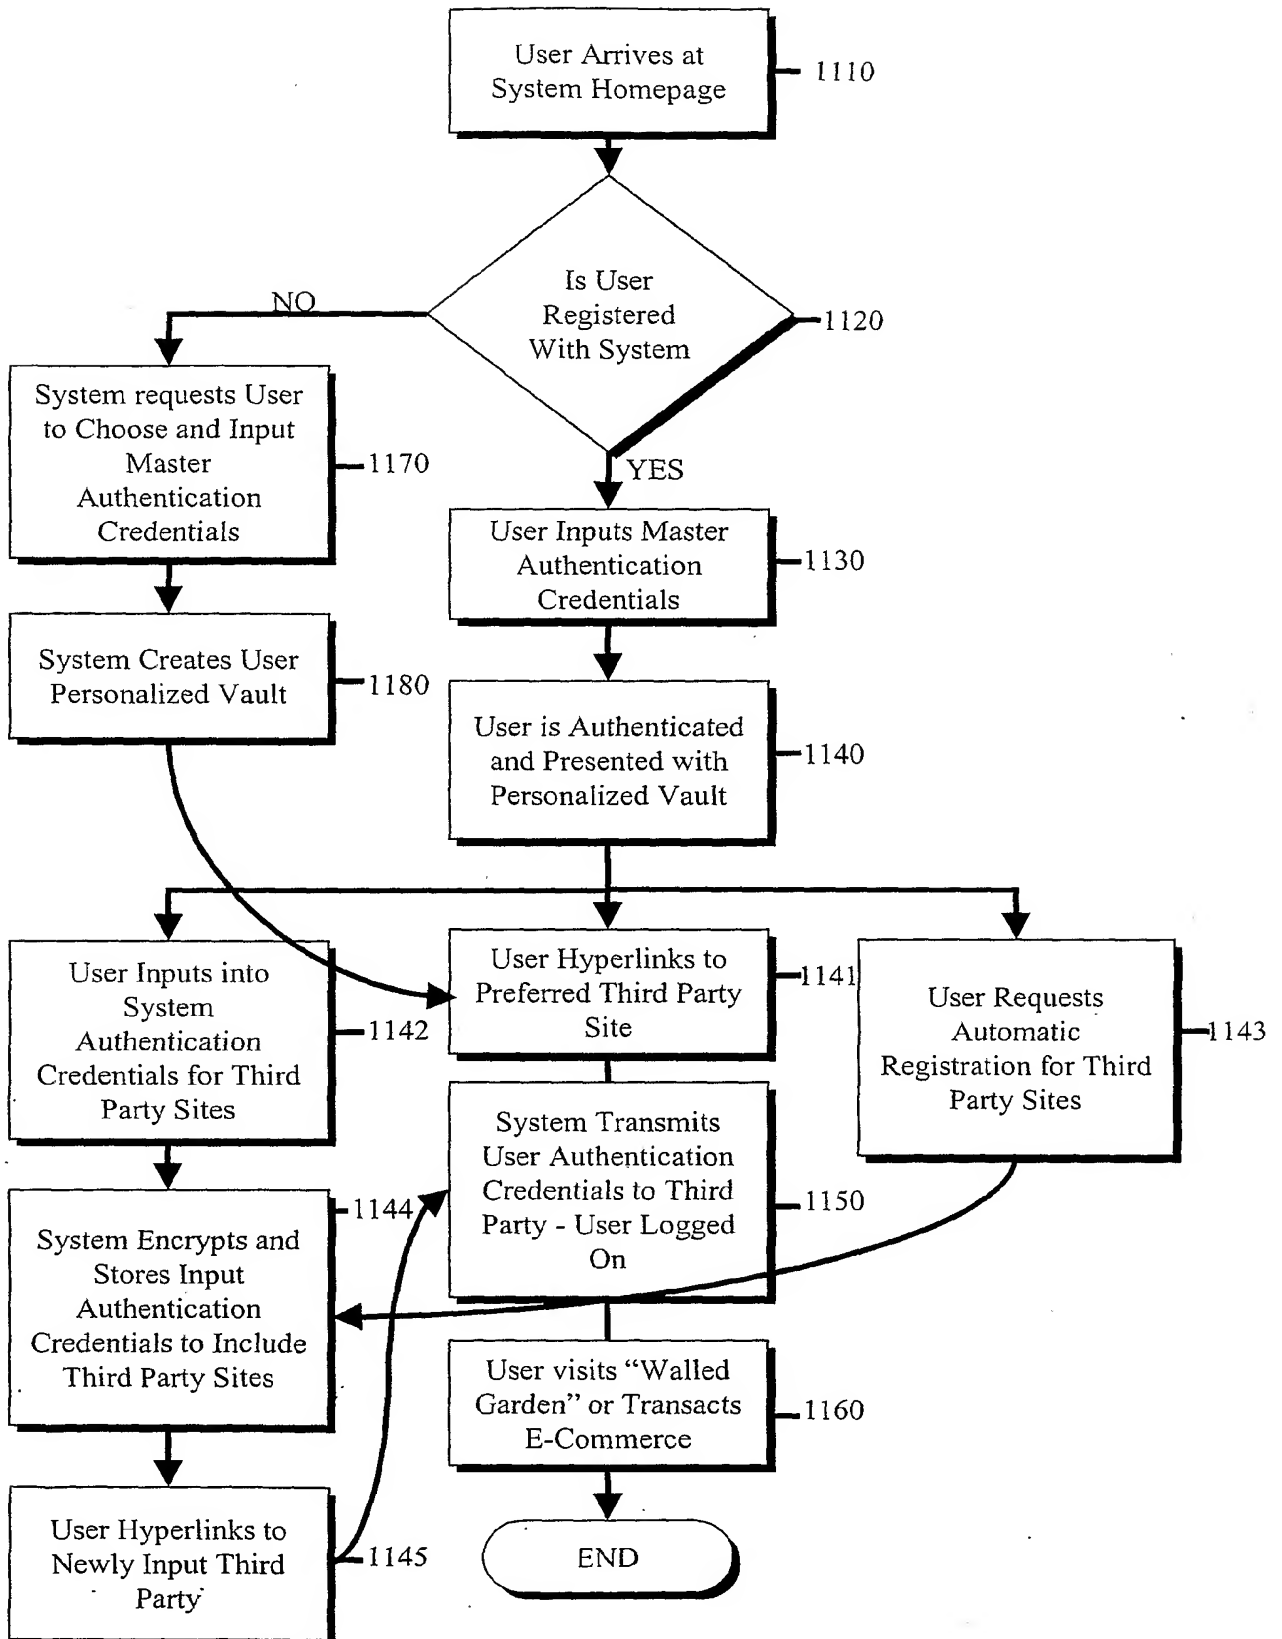 User Arrives at
System Homepage
1110
Is User
Registered
With System
1120
NO
YES
System requests User
to Choose and Input
Master
Authentication
Credentials
1170
User Inputs Master
Authentication
Credentials
1130
System Creates User
Personalized Vault
1180
User is Authenticated
and Presented with
Personalized Vault
1140
User Inputs into
System
Authentication
Credentials for Third
Party Sites
1142
User Hyperlinks to
Preferred Third Party
Site
1141
User Requests
Automatic
Registration for Third
Party Sites
1143
System Transmits
User Authentication
Credentials to Third
Party - User Logged
On
1150
System Encrypts and
Stores Input
Authentication
Credentials to Include
Third Party Sites
1144
User visits “Walled
Garden” or Transacts
E-Commerce
1160
User Hyperlinks to
Newly Input Third
Party
1145
END